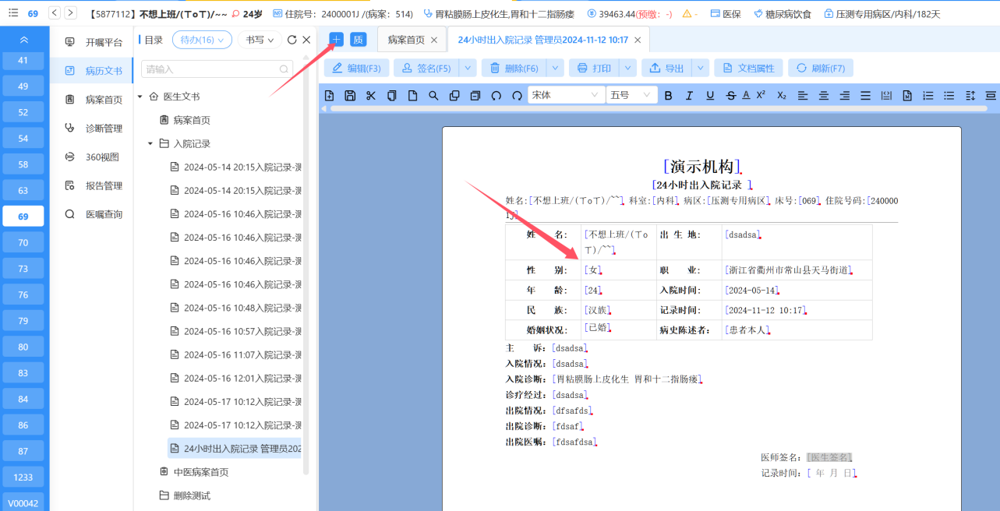 69 【5877112】不想上班/(ㄒoㄒ)/~~ 24岁 住院号：2400001J /(病案：514) 胃粘膜肠上皮化生,胃和十二指肠瘘 39463.44(预缴：-) - 医保 糖尿病饮食 压测专用病区/内科/182天
41
49
52
54
58
63
69
70
73
76
79
80
83
84
86
87
1233
V00042
开嘱平台
病历文书
病案首页
诊断管理
360视图
报告管理
医嘱查询
目录 待办(16) 书写
请输入
医生文书
病案首页
入院记录
2024-05-14 20:15入院记录-
2024-05-14 20:15入院记录-
2024-05-16 10:46入院记录-
2024-05-16 10:46入院记录-
2024-05-16 10:46入院记录-
2024-05-16 10:46入院记录-
2024-05-16 10:48入院记录-
2024-05-16 10:57入院记录-
2024-05-16 11:07入院记录-
2024-05-16 12:01入院记录-
2024-05-17 10:12入院记录-
2024-05-17 10:12入院记录-
24小时出入院记录 管理员202
中医病案首页
删除测试
质 病案首页 24小时出入院记录 管理员2024-11-12 10:17
编辑(F3) 签名(F5) 删除(F6) 打印 导出 文档属性 刷新(F7)
宋体 五号 B I U S A X² X₂
[演示机构]
[24小时出入院记录 ]
姓名:[不想上班/(ㄒoㄒ)/~~] 科室:[内科] 病区:[压测专用病区] 床号:[069] 住院号码:[240000
1J]
姓 名: [不想上班/(ㄒo 出 生 地: [dsadsa]
ㄒ)/~~]
性 别: [女] 职 业: [浙江省衢州市常山县天马街道]
年 龄: [24] 入院时间: [2024-05-14]
民 族: [汉族] 记录时间: [2024-11-12 10:17]
婚姻状况: [已婚] 病史陈述者: [患者本人]
主 诉: [dsadsa]
入院情况: [dsadsa]
入院诊断: [胃粘膜肠上皮化生 胃和十二指肠瘘]
诊疗经过: [dsadsa]
出院情况: [dfsafds]
出院诊断: [fdsaf]
出院医嘱: [fdsafdsa]
医师签名: [医生签名]
记录时间: [ 年 月 日]